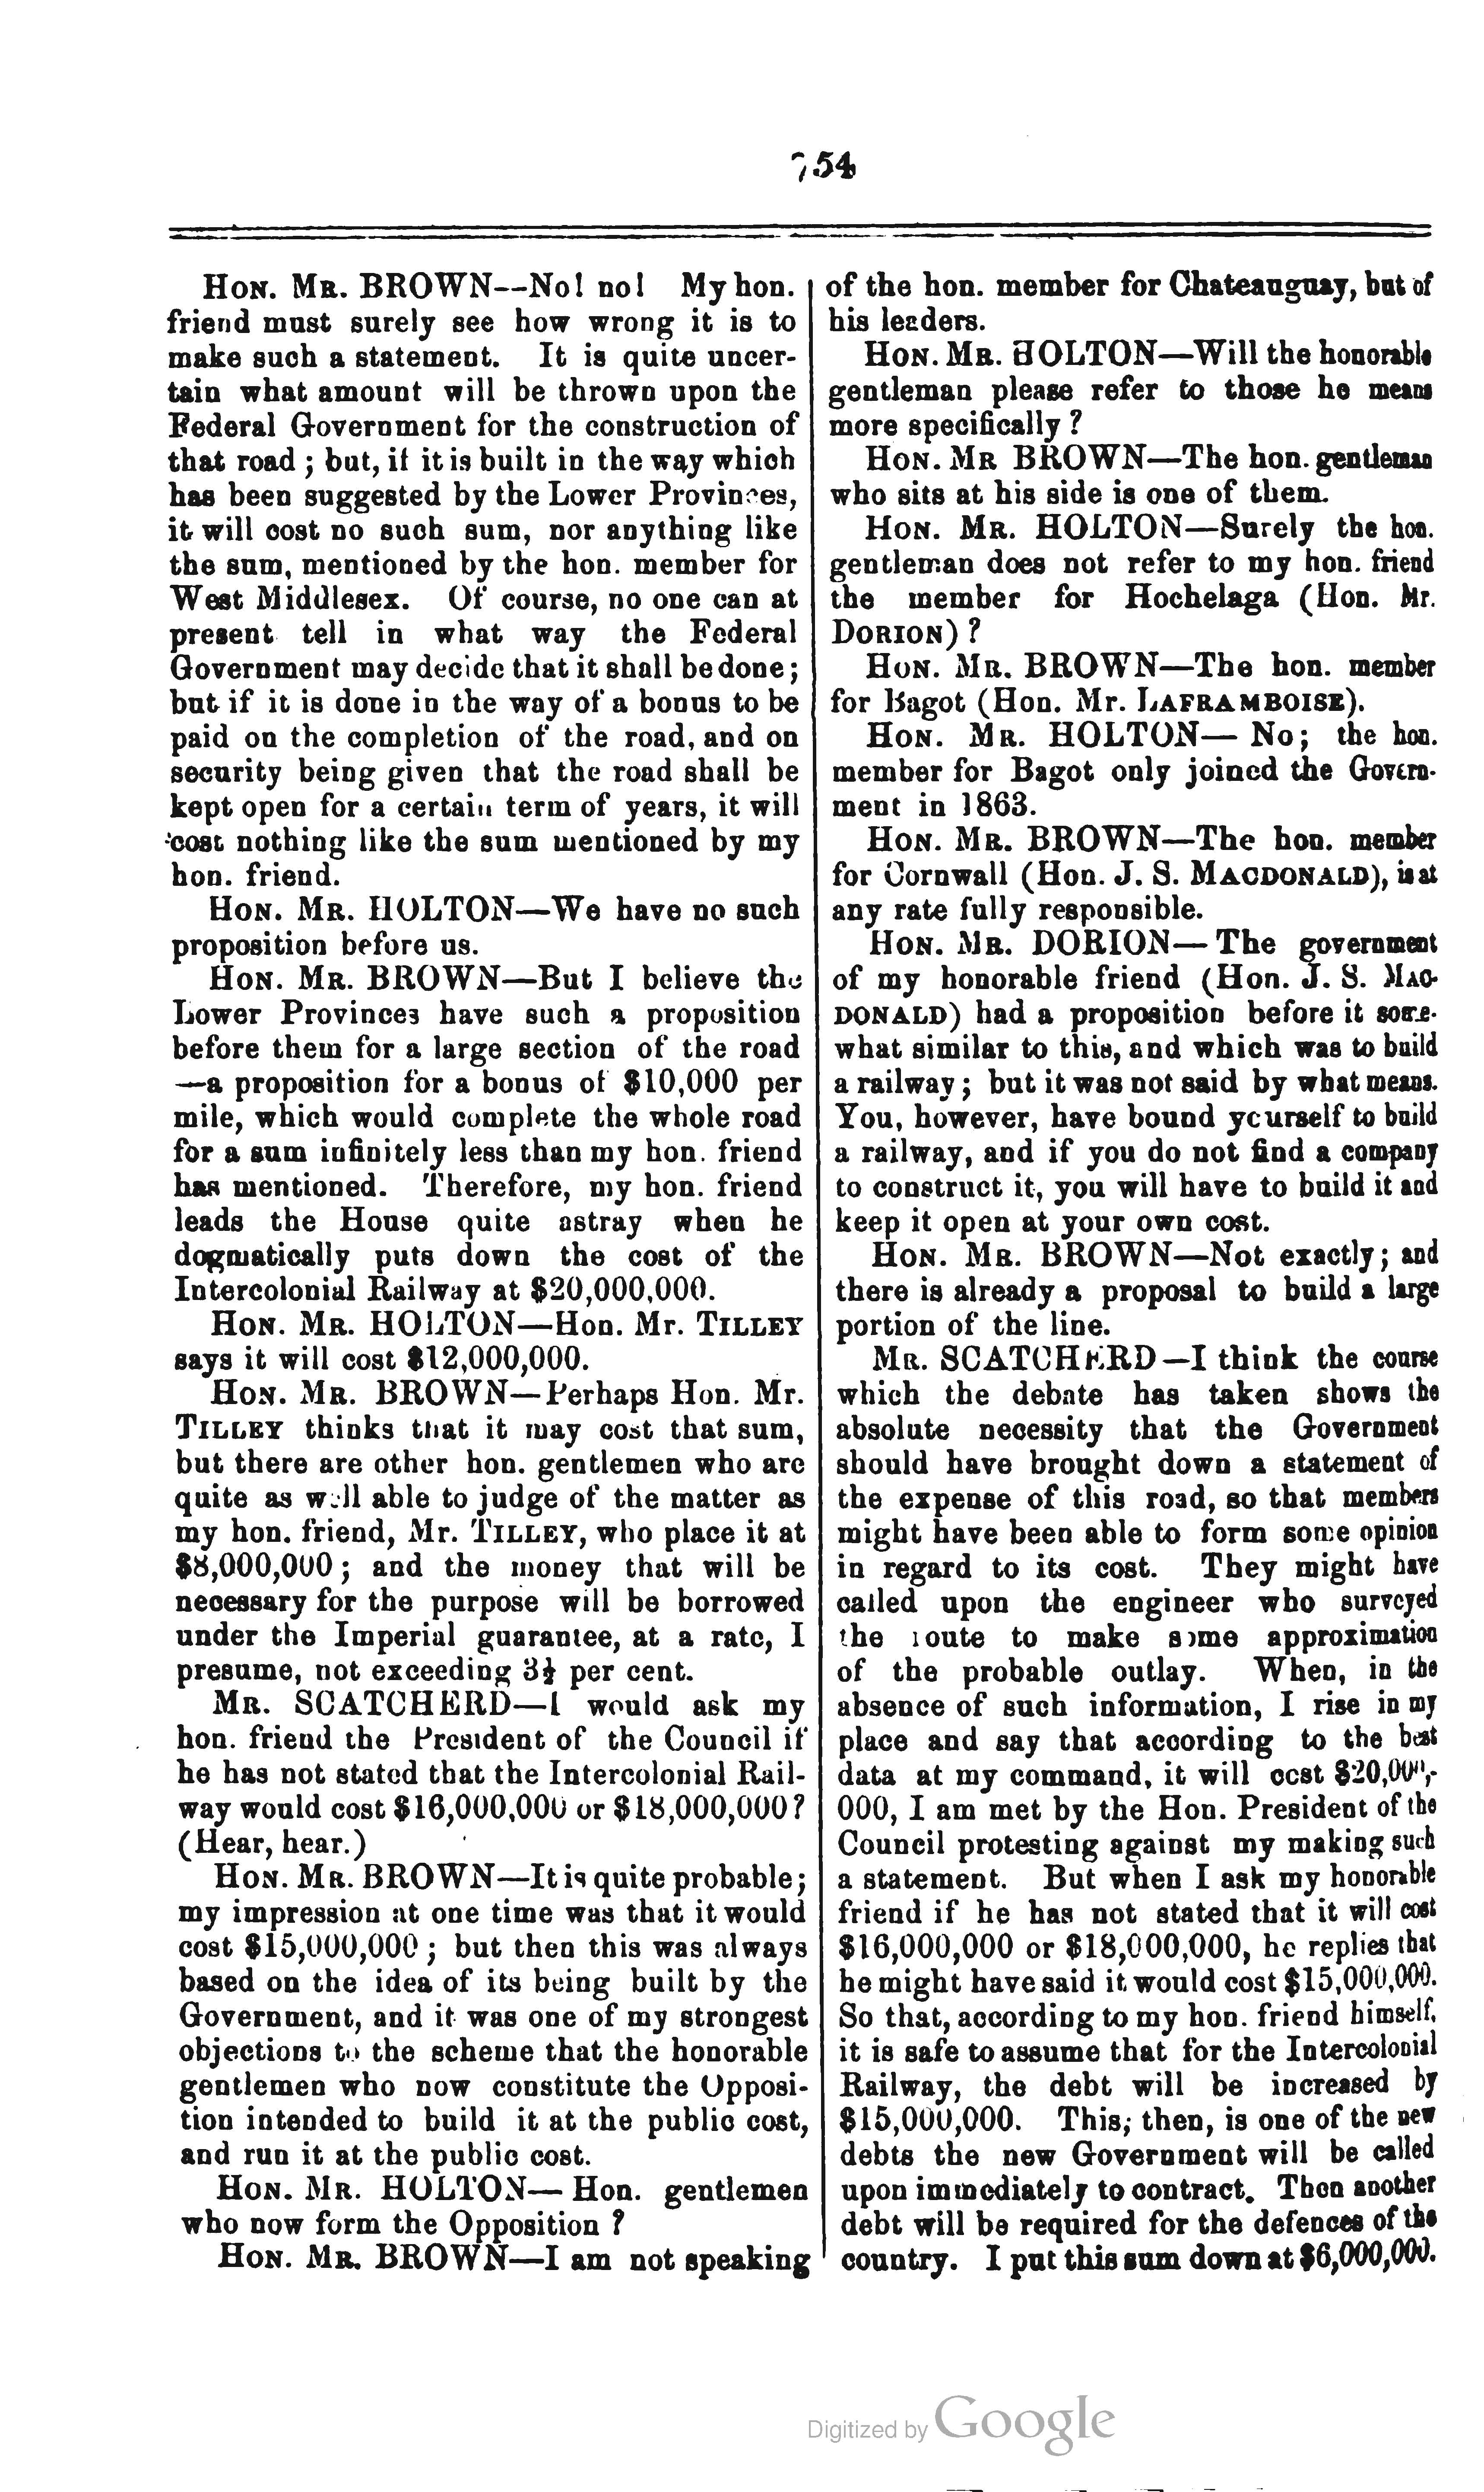 754
HON. MR. BROWN--No! no! My hon.
friend must surely see how wrong it is to
make such a statement. It is quite uncer-
tain what amount will be thrown upon the
Federal Government for the construction of
that road ; but, if it is built in the way which
has been suggested by the Lower Provinces,
it will cost no such sum, nor anything like
the sum, mentioned by the hon. member for
West Middlesex. Of course, no one can at
present tell in what way the Federal
Government may decide that it shall be done;
but if it is done in the way of a bonus to be
paid on the completion of the road, and on
security being given that the road shall be
kept open for a certain term of years, it will
cost nothing like the sum mentioned by my
hon. friend.
HON. MR. HOLTON—We have no such
proposition before us.
HON. MR. BROWN—But I believe the
Lower Provinces have such a proposition
before them for a large section of the road
—a proposition for a bonus of $10,000 per
mile, which would complete the whole road
for a sum infinitely less than my hon. friend
has mentioned. Therefore, my hon. friend
leads the House quite astray when he
dogmatically puts down the cost of the
Intercolonial Railway at $20,000,000.
HON. MR. HOLTON—Hon. Mr. TILLEY
says it will cost $12,000,000.
HON. MR. BROWN—Perhaps Hon. Mr.
TILLEY thinks that it may cost that sum,
but there are other hon. gentlemen who are
quite as well able to judge of the matter as
my hon. friend, Mr. TILLEY, who place it at
$8,000,000 ; and the money that will be
necessary for the purpose will be borrowed
under the Imperial guarantee, at a rate, I
presume, not exceeding 3½ per cent.
MR. SCATCHERD—I would ask my
hon. friend the President of the Council if
he has not stated that the Intercolonial Rail-
way would cost $16,000,000 or $18,000,000?
(Hear, hear.)
HON. MR. BROWN—It is quite probable;
my impression at one time was that it would
cost $15,000,000 ; but then this was always
based on the idea of its being built by the
Government, and it was one of my strongest
objections to the scheme that the honorable
gentlemen who now constitute the Opposi-
tion intended to build it at the public cost,
and run it at the public cost.
HON. MR. HOLTON— Hon. gentlemen
who now form the Opposition ?
HON. MR. BROWN—I am not speaking
of the hon. member for Chateauguay, but of
his leaders.
HON. MR. HOLTON—Will the honorable
gentleman please refer to those he means
more specifically ?
HON. MR BROWN—The hon. gentleman
who sits at his side is one of them.
HON. MR. HOLTON—Surely the hon.
gentleman does not refer to my hon. friend
the member for Hochelaga (Hon. Mr.
DORION) ?
HON. MR. BROWN—The hon. member
for Bagot (Hon. Mr. LAFRAMBOISE).
HON. MR. HOLTON— No; the hon.
member for Bagot only joined the Govern-
ment in 1863.
HON. MR. BROWN—The hon. member
for Cornwall (Hon. J. S. MACDONALD), is at
any rate fully responsible.
HON. MR. DORION— The government
of my honorable friend (Hon. J. S. MAC-
DONALD) had a proposition before it some-
what similar to this, and which was to build
a railway ; but it was not said by what means.
You, however, have bound yourself to build
a railway, and if you do not find a company
to construct it, you will have to build it and
keep it open at your own cost.
HON. MR. BROWN—Not exactly; and
there is already a proposal to build a large
portion of the line.
MR. SCATCHERD—I think the course
which the debate has taken shows the
absolute necessity that the Government
should have brought down a statement of
the expense of this road, so that members
might have been able to form some opinion
in regard to its cost. They might have
called upon the engineer who surveyed
the route to make some approximation
of the probable outlay. When, in the
absence of such information, I rise in my
place and say that according to the best
data at my command, it will cost $20,000,-
000, I am met by the Hon. President of the
Council protesting against my making such
a statement. But when I ask my honorable
friend if he has not stated that it will cost
$16,000,000 or $18,000,000, he replies that
he might have said it would cost $15,000,000.
So that, according to my hon. friend himself,
it is safe to assume that for the Intercolonial
Railway, the debt will be increased by
$15,000,000. This, then, is one of the new
debts the new Government will be called
upon immediately to contract. Then another
debt will be required for the defences of the
country. I put this sum down at $6,000,000.
Digitized by Google